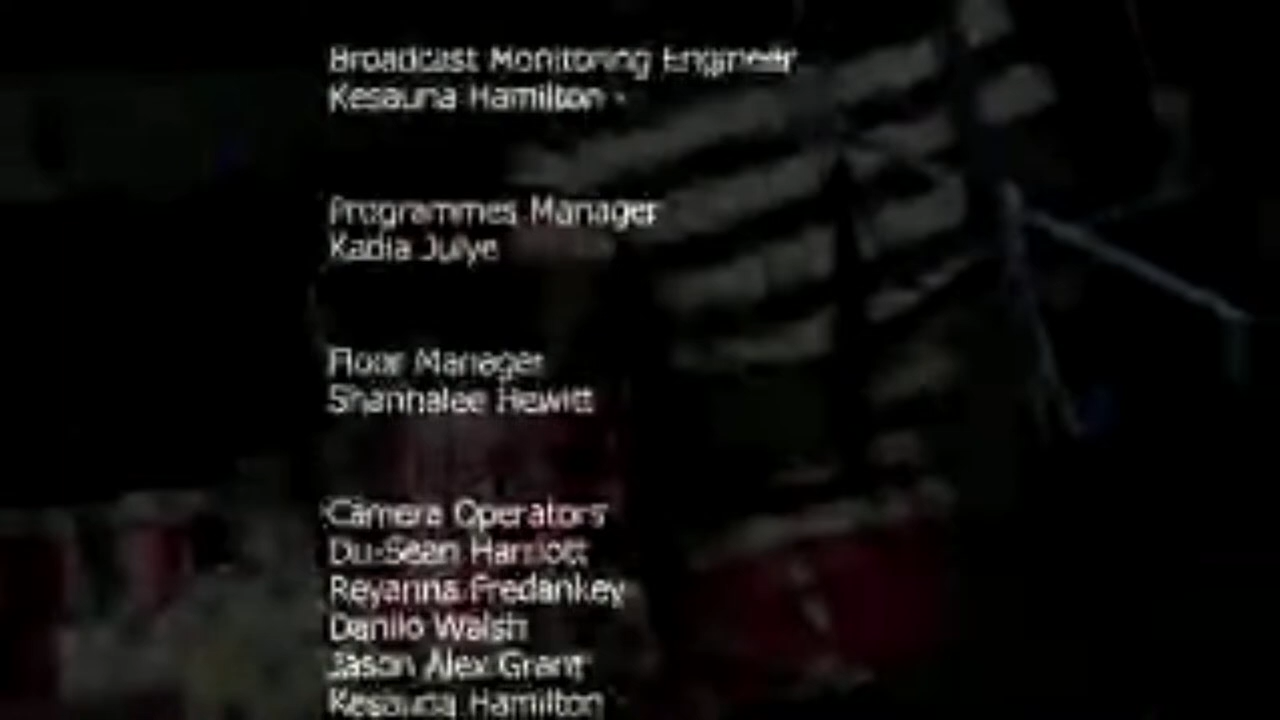 Broadcast Monitoring Engineer
Kesauna Hamilton
Programmes Manager
Kadia Julye
Floor Manager
Shanhalee Hewitt
Camera Operators
Du-Sean Harriott
Reyanna Fredankey
Danilo Walsh
Jason Alex Grant
Kesauna Hamilton